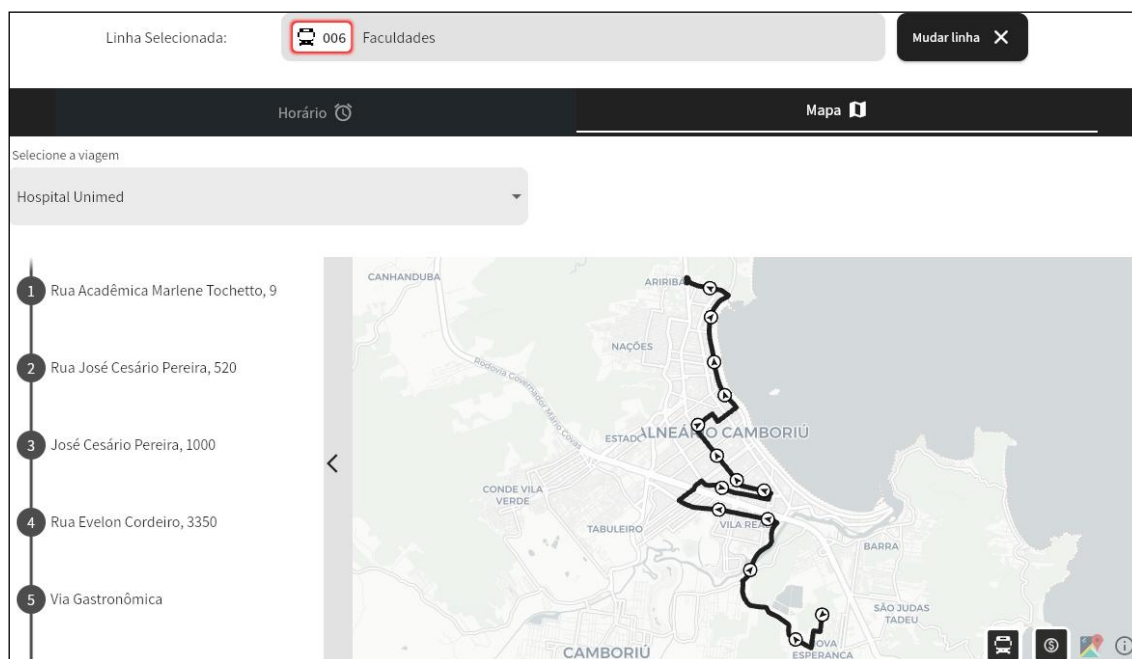 Linha Selecionada:
006 Faculdades
Mudar linha
Horário
Mapa
Selecione a viagem
Hospital Unimed
1 Rua Acadêmica Marlene Tochetto, 9
2 Rua José Cesário Pereira, 520
3 José Cesário Pereira, 1000
4 Rua Evelon Cordeiro, 3350
5 Via Gastronômica
CANHANDUBA
ARIRIBA
NAÇÕES
Rodovia Governador Mário Covas
ESTADO
ALNEÁRIO CAMBORIÚ
CONDE VILA
VERDE
TABULEIRO
VILA REAL
BARRA
SÃO JUDAS
TADEU
OVA
ESPERANÇA
CAMBORIÚ